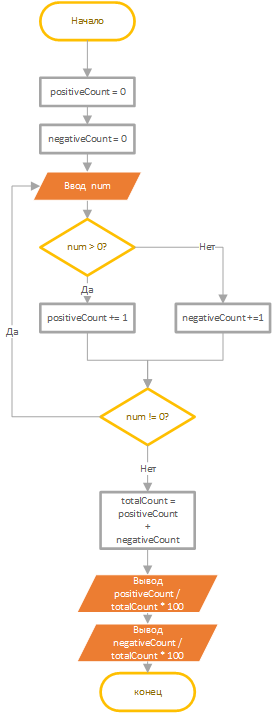 Начало
positiveCount = 0
negativeCount = 0
Ввод num
num > 0?
Нет
Да
positiveCount += 1
negativeCount +=1
Да
num != 0?
Нет
totalCount =
positiveCount
+
negativeCount
Вывод
positiveCount /
totalCount * 100
Вывод
negativeCount /
totalCount * 100
конец